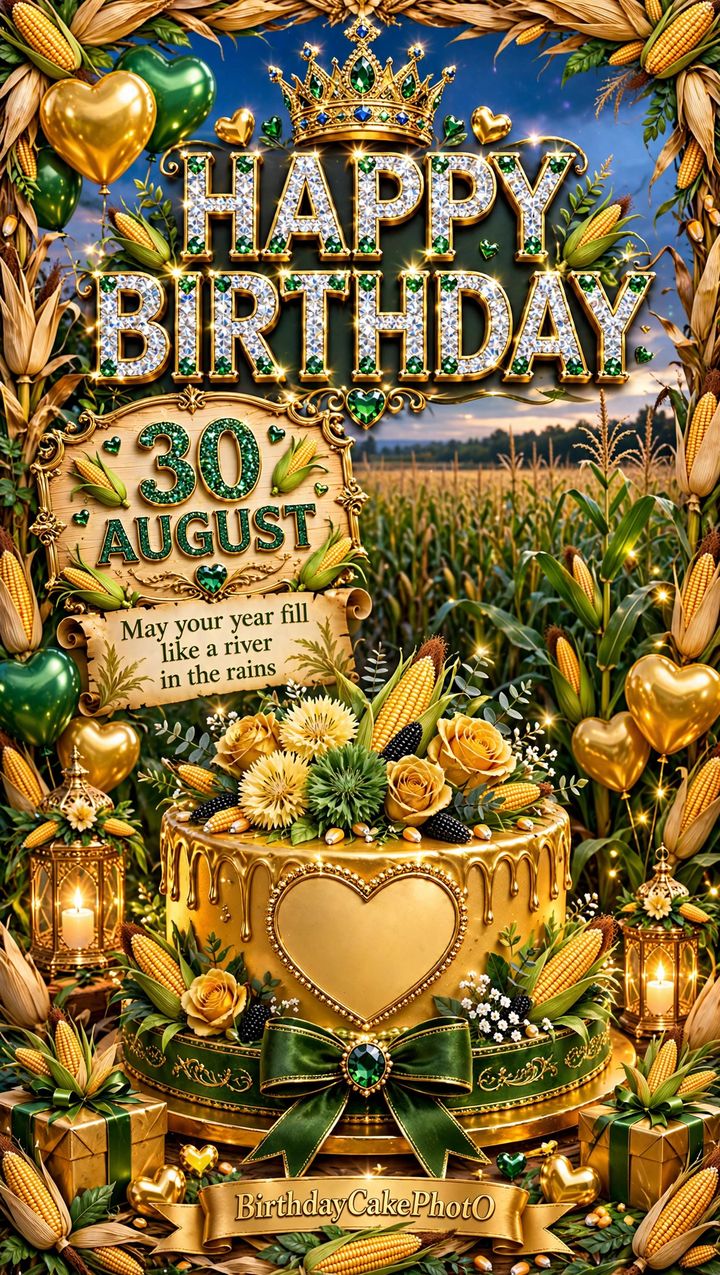 HAPPY
BIRTHDAY
30
AUGUST
May your year fill
like a river
in the rains
BirthdayCakePhotO